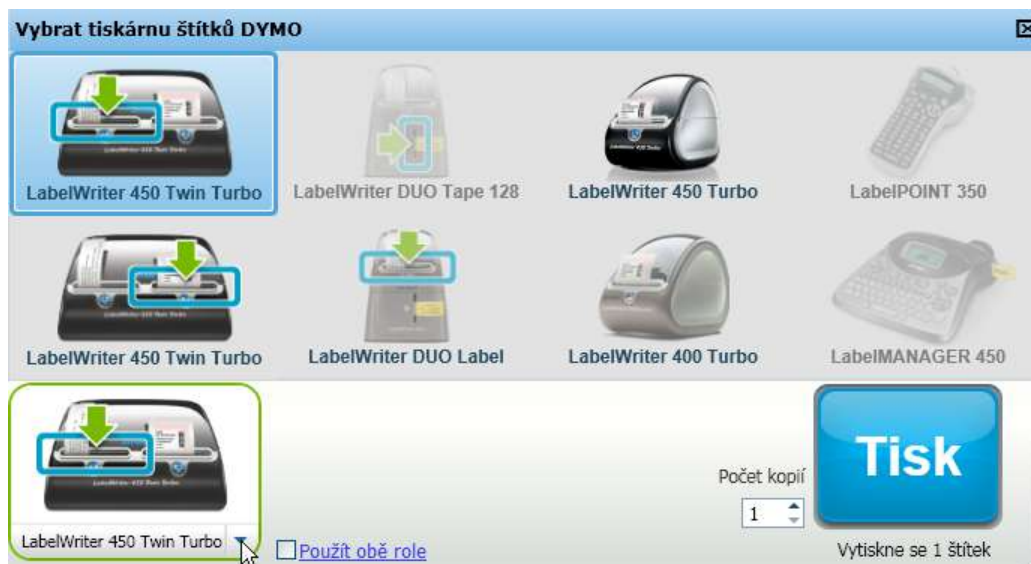 Vybrat tiskárnu štítků DYMO
LabelWriter 450 Twin Turbo
LabelWriter DUO Tape 128
LabelWriter 450 Turbo
LabelPOINT 350
LabelWriter 450 Twin Turbo
LabelWriter DUO Label
LabelWriter 400 Turbo
LabelMANAGER 450
Tisk
Počet kopií
1
LabelWriter 450 Twin Turbo
Použít obě role
Vytiskne se 1 štítek